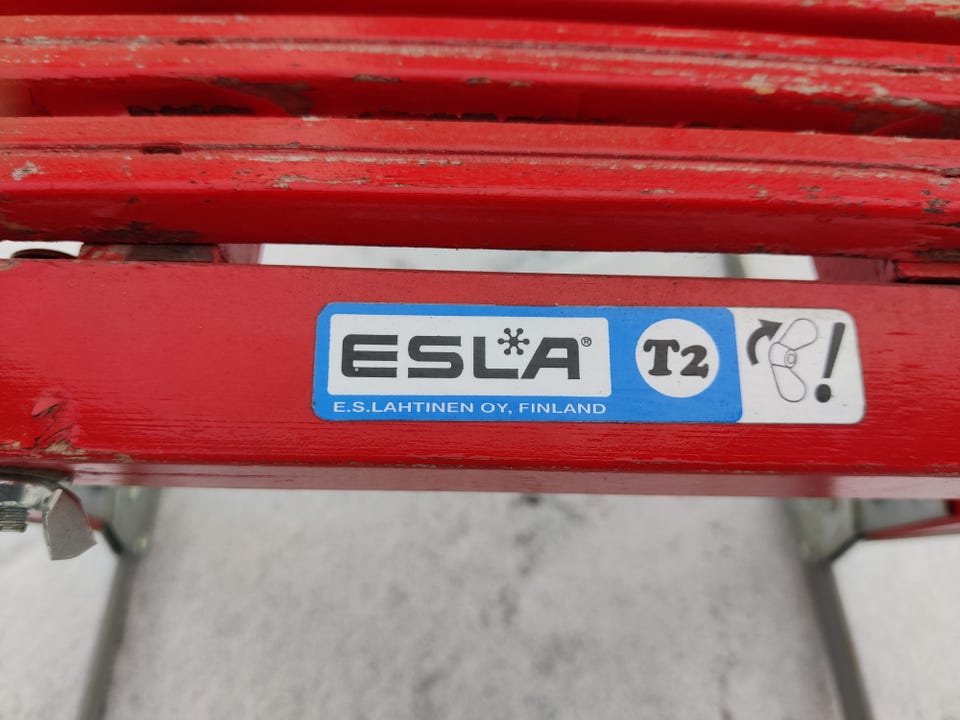 ESLA®
E.S.LAHTINEN OY, FINLAND
T2
!